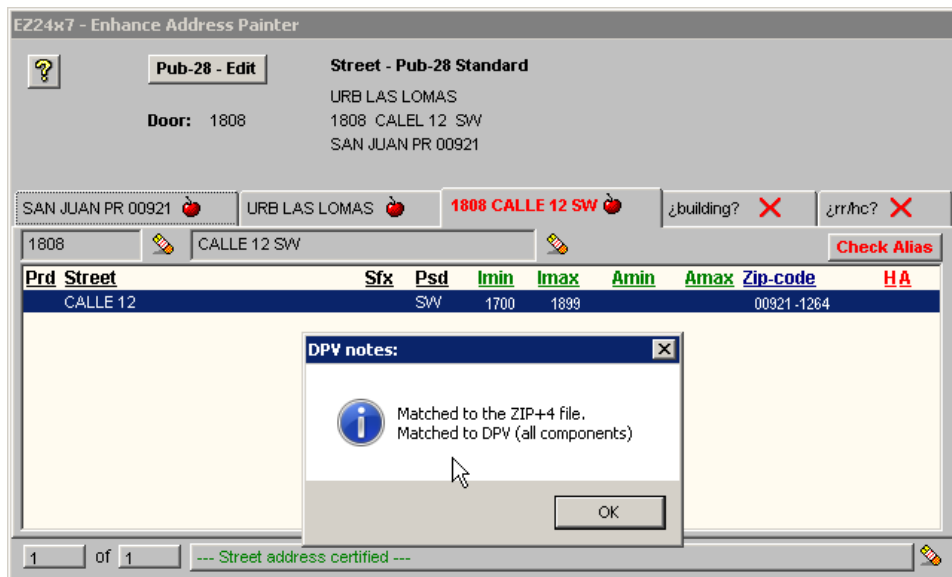 EZ24x7 - Enhance Address Painter
?
Pub-28 - Edit
Street - Pub-28 Standard
URB LAS LOMAS
Door: 1808
1808 CALEL 12 SW
SAN JUAN PR 00921
SAN JUAN PR 00921
URB LAS LOMAS
1808 CALLE 12 SW
¿building?
¿rr/hc?
1808
CALLE 12 SW
Check Alias
Prd Street Sfx Psd Imin Imax Amin Amax Zip-code H A
CALLE 12 SW 1700 1899 00921-1264
DPV notes:
Matched to the ZIP+4 file.
Matched to DPV (all components)
OK
1 of 1 --- Street address certified ---